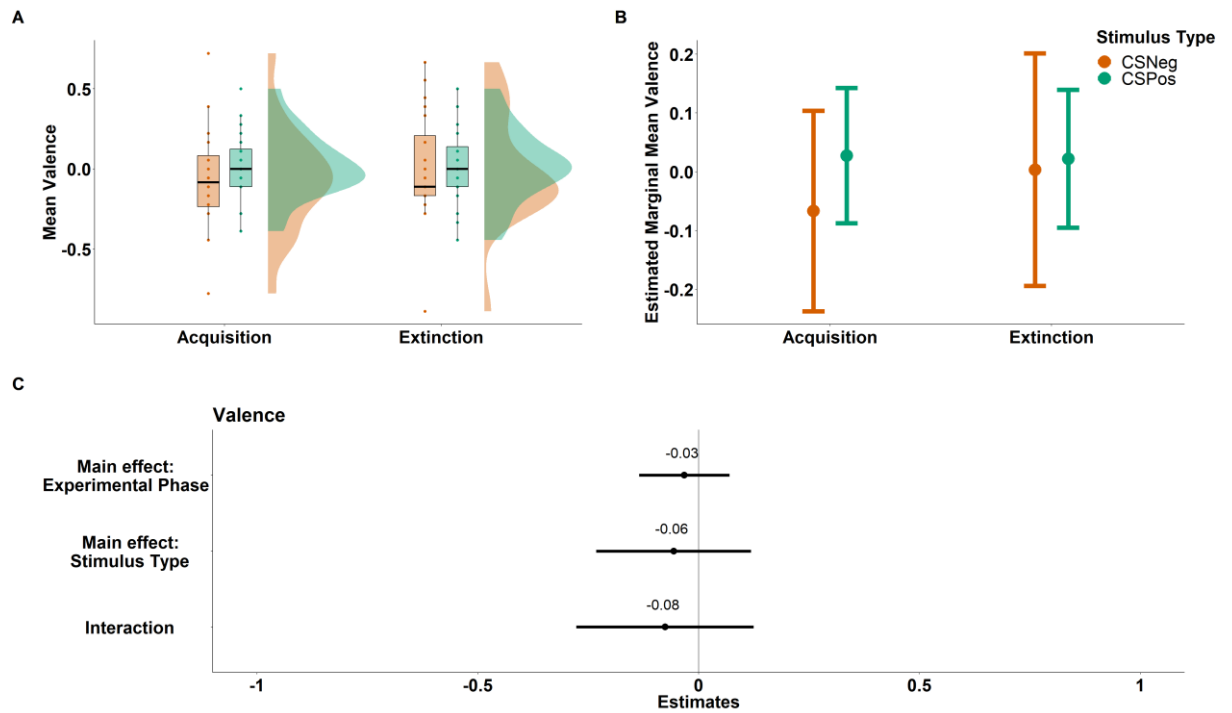 A
Mean Valence
0.5
0.0
-0.5
Acquisition
Extinction
B
Estimated Marginal Mean Valence
0.2
0.1
0.0
-0.1
-0.2
Acquisition
Extinction
Stimulus Type
CSNeg
CSPos
C
Valence
Main effect:
Experimental Phase
-0.03
Main effect:
Stimulus Type
-0.06
Interaction
-0.08
-1
-0.5
0
0.5
1
Estimates